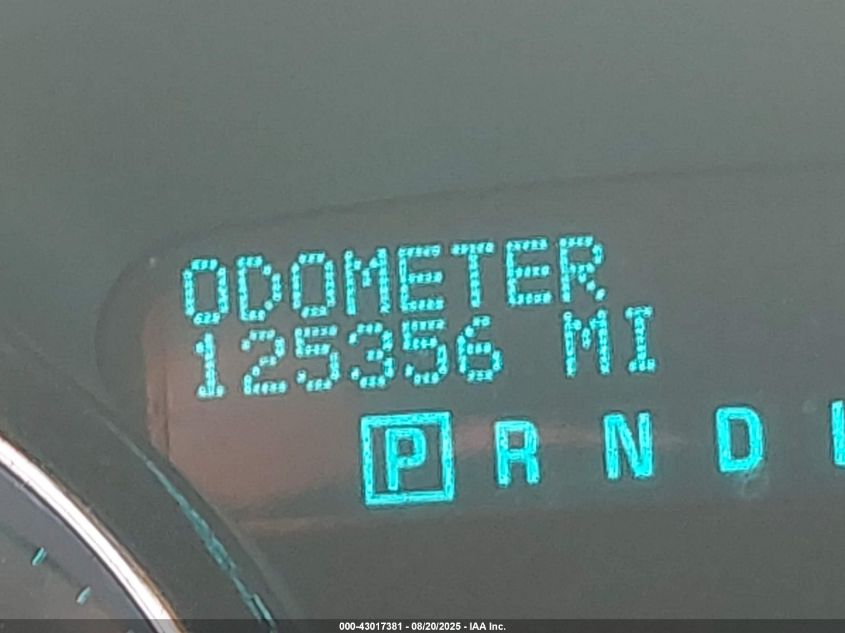 ODOMETER
125356 MI
P R N D
000-43017381 - 08/20/2025 - IAA Inc.